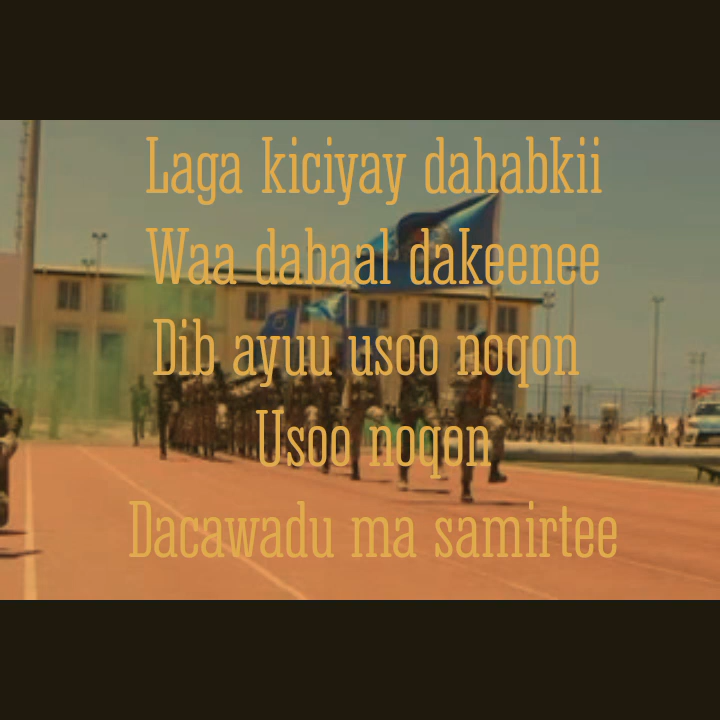 Laga kiciyay dahabkii
Waa dabaal dakeenee
Dib ayuu usoo noqon
Usoo noqon
Dacawadu ma samirtee